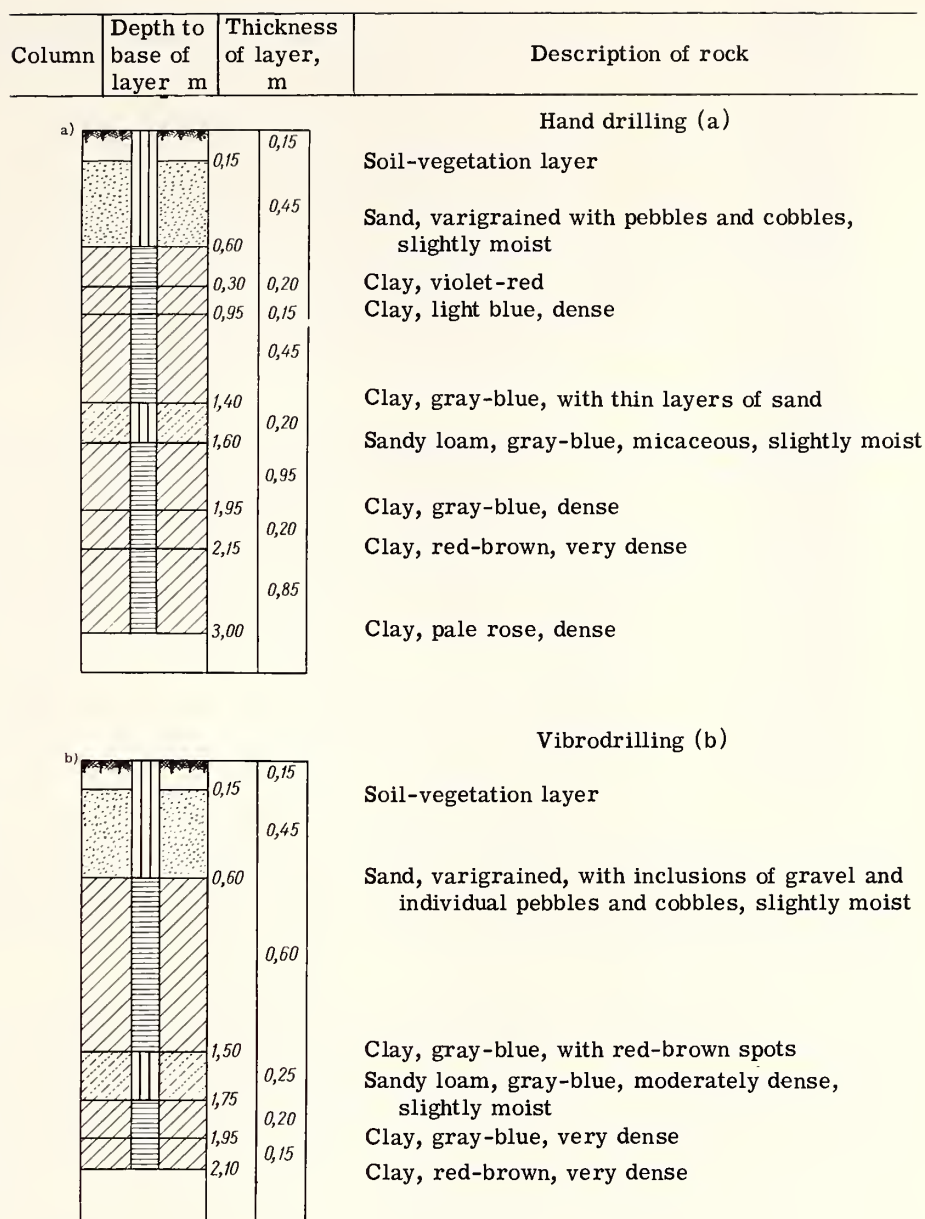 Column
Depth to
base of
layer m
Thickness
of layer,
m
Description of rock
a)
Hand drilling (a)
0,15
0,15
Soil-vegetation layer
0,45
Sand, varigrained with pebbles and cobbles,
slightly moist
0,60
0,30 0,20 Clay, violet-red
0,95 0,15 Clay, light blue, dense
0,45
1,40
Clay, gray-blue, with thin layers of sand
0,20
1,60
Sandy loam, gray-blue, micaceous, slightly moist
0,95
1,95
Clay, gray-blue, dense
0,20
2,15
Clay, red-brown, very dense
0,85
3,00
Clay, pale rose, dense
Vibrodrilling (b)
b)
0,15
0,15
Soil-vegetation layer
0,45
0,60
Sand, varigrained, with inclusions of gravel and
individual pebbles and cobbles, slightly moist
0,60
1,50
Clay, gray-blue, with red-brown spots
0,25
Sandy loam, gray-blue, moderately dense,
slightly moist
1,75
0,20
1,95
Clay, gray-blue, very dense
0,15
2,10
Clay, red-brown, very dense